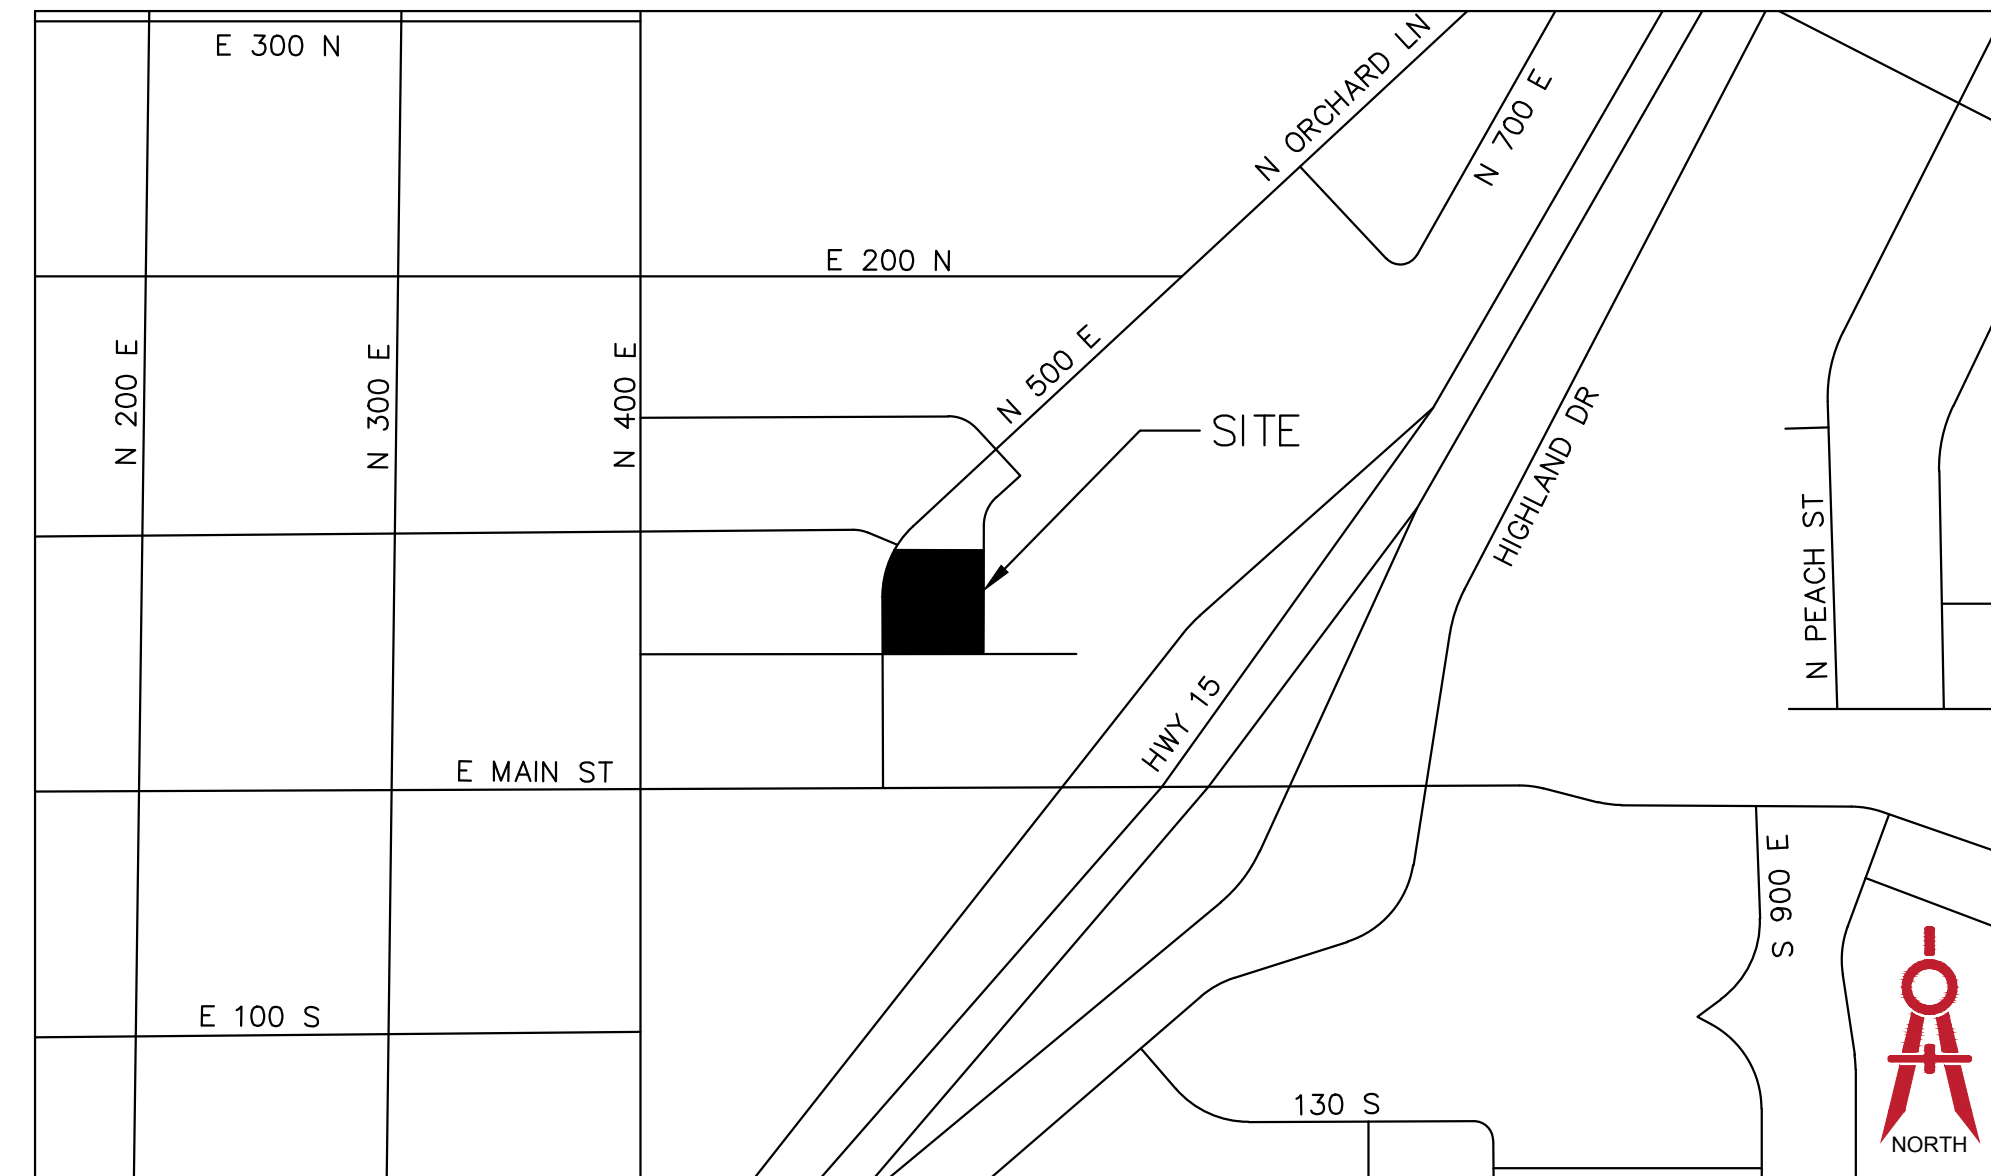 E 300 N
N ORCHARD LN
N 700 E
E 200 N
N 200 E
N 300 E
N 400 E
N 500 E
SITE
HIGHLAND DR
N PEACH ST
HWY 15
E MAIN ST
S 900 E
E 100 S
130 S
NORTH